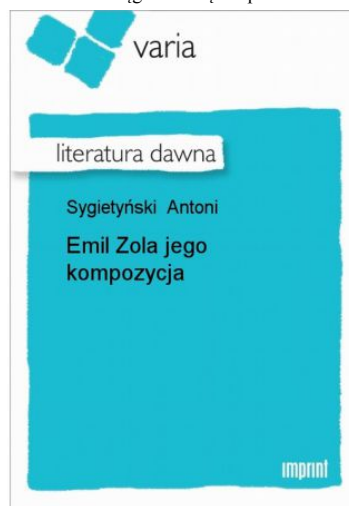 varia
literatura dawna
Sygietyński Antoni
Emil Zola jego
kompozycja
imprint